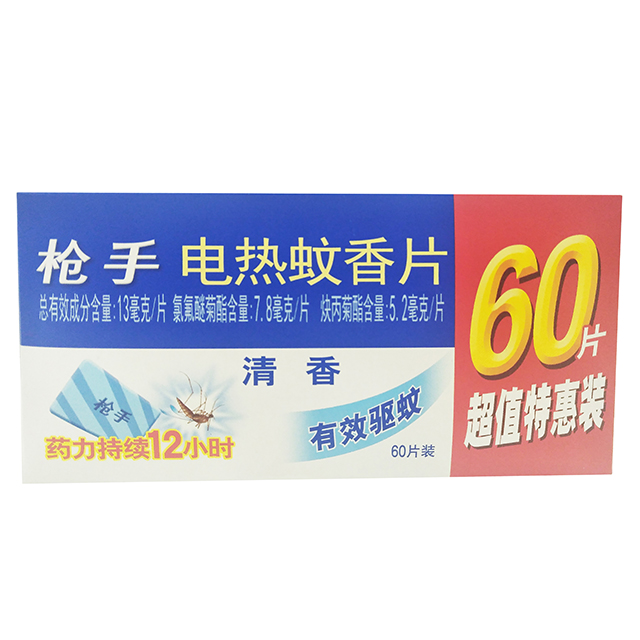 枪手 电热蚊香片
总有效成分含量:13毫克/片 氯氟醚菊酯含量:7.8毫克/片 炔丙菊酯含量:5.2毫克/片
清香
枪手
药力持续12小时
有效驱蚊
60片装
60片
超值特惠装